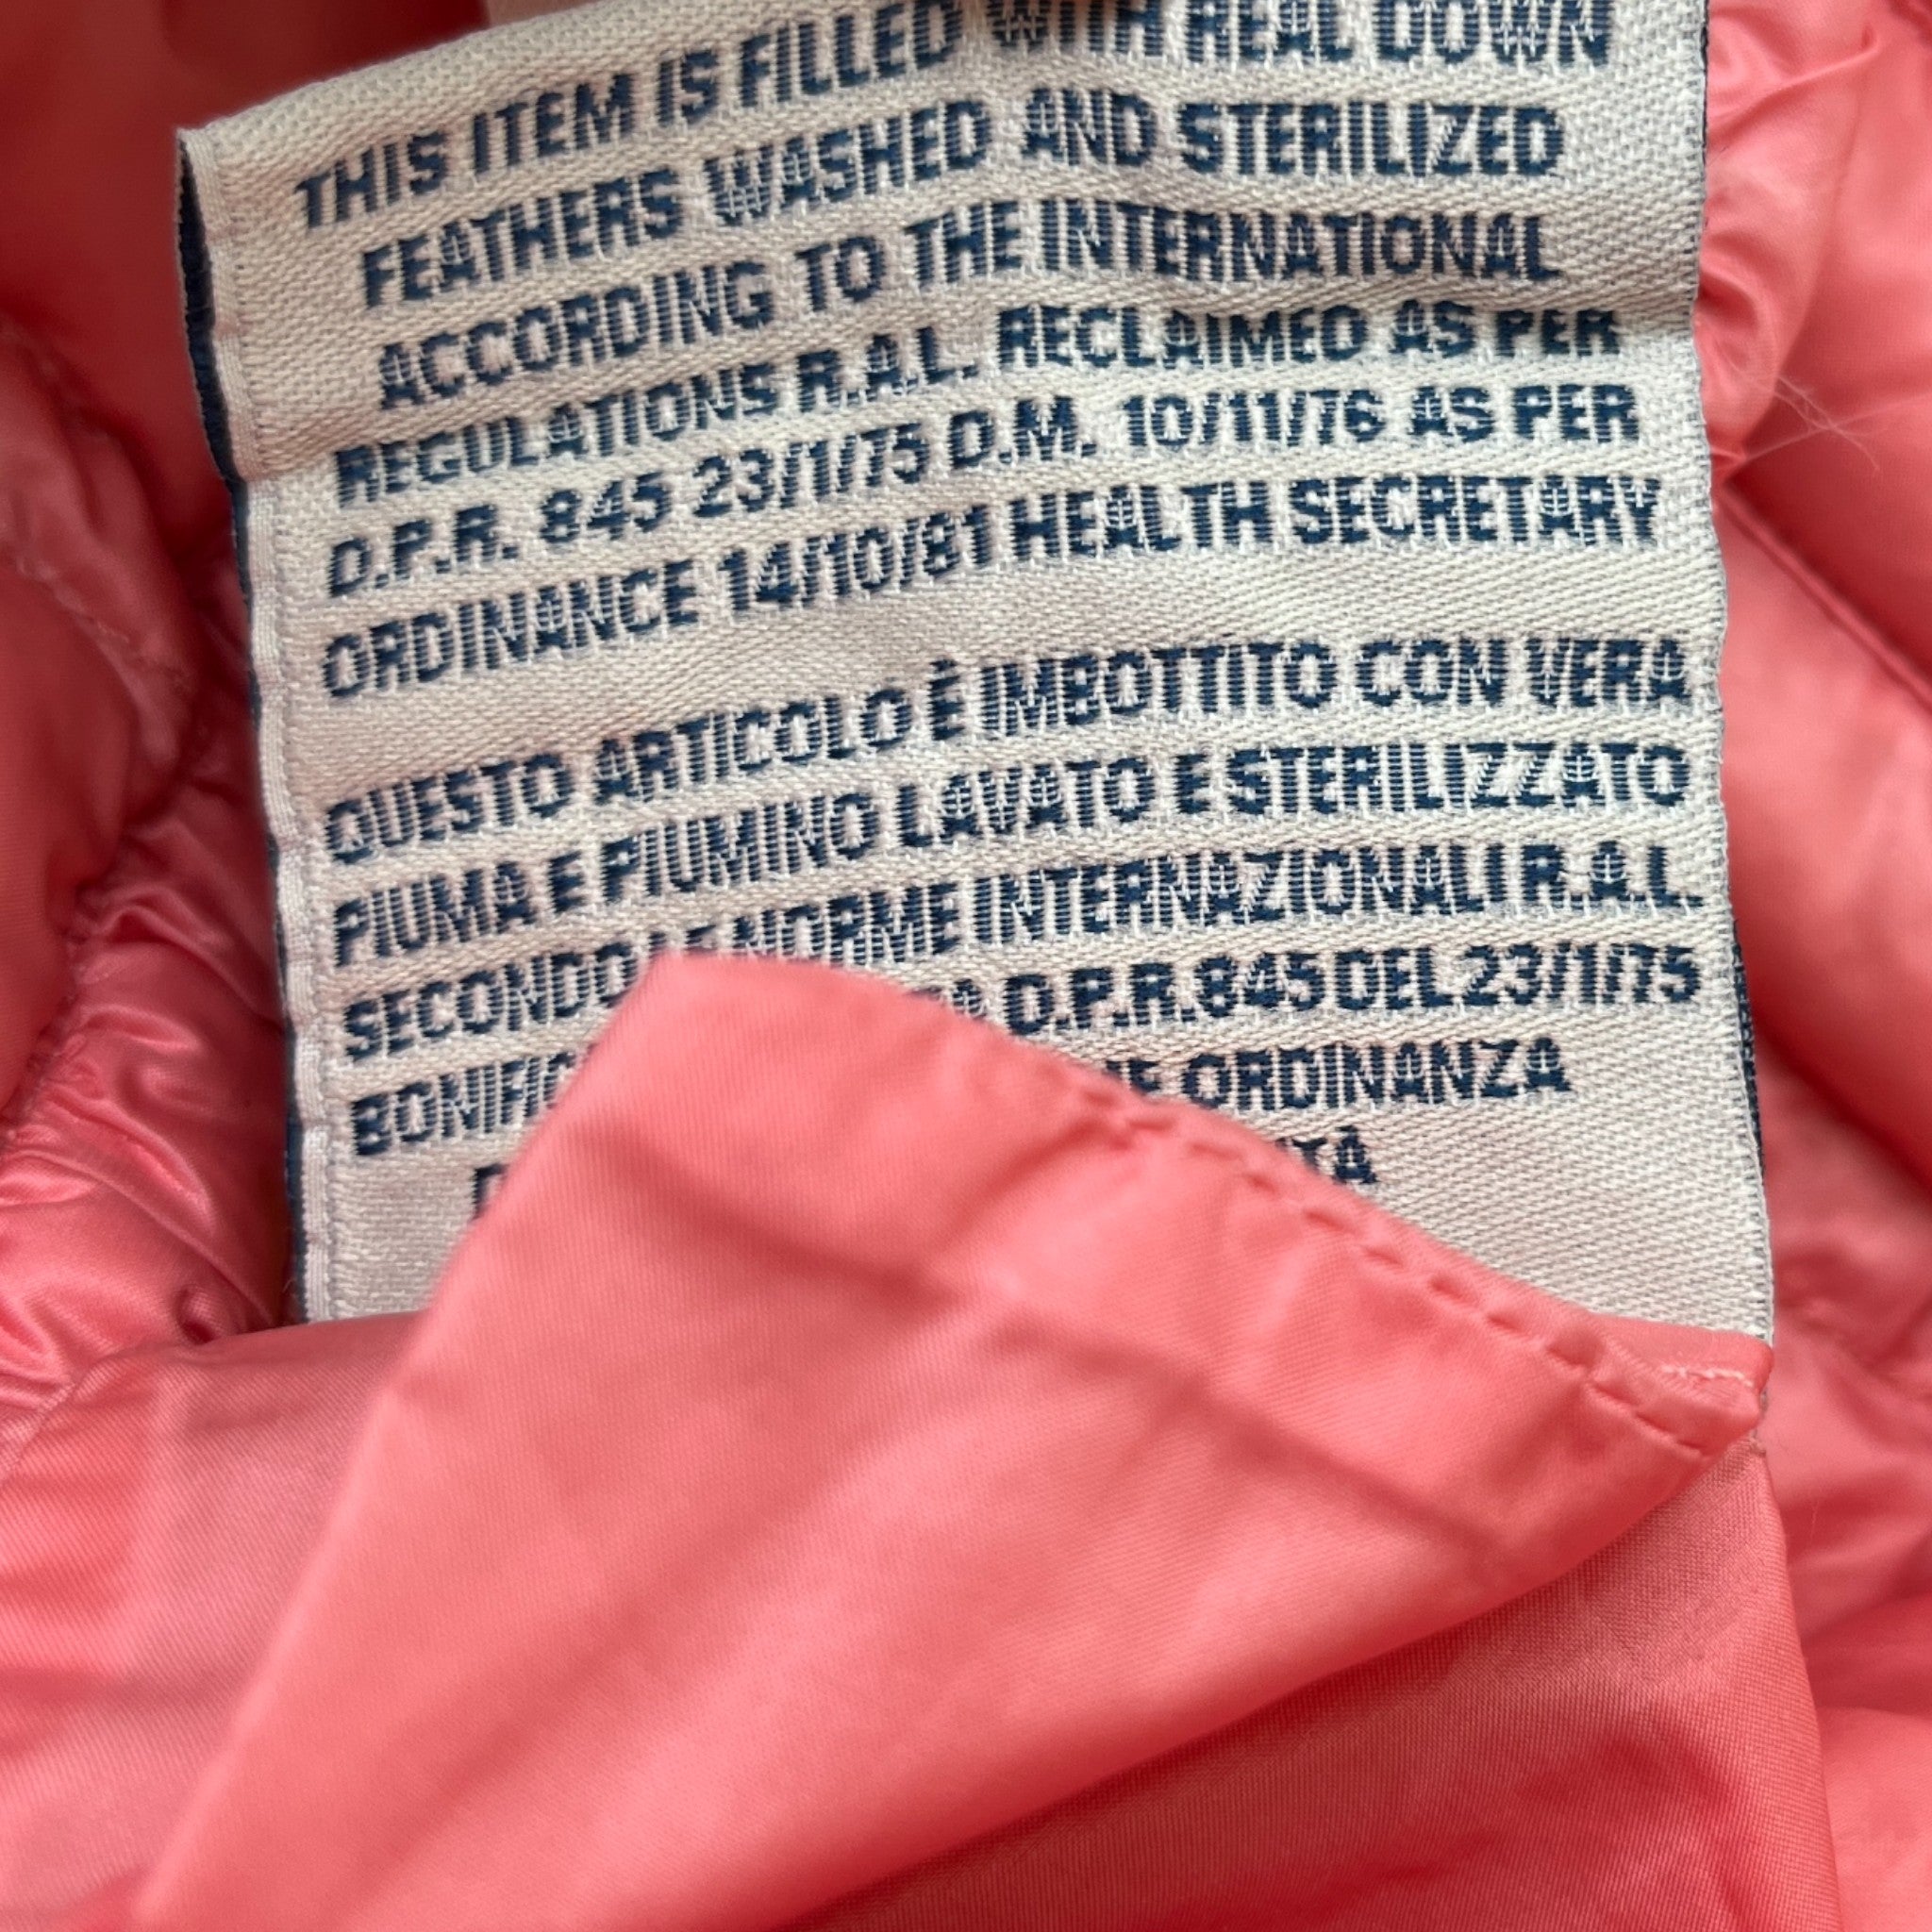 THIS ITEM IS FILLED WITH REAL DOWN
FEATHERS WASHED AND STERILIZED
ACCORDING TO THE INTERNATIONAL
REGULATIONS R.A.L. RECLAIMED AS PER
D.P.R. 845 23/1/75 D.M. 10/11/76 AS PER
ORDINANCE 14/10/81 HEALTH SECRETARY
QUESTO ARTICOLO È IMBOTTITO CON VERA
PIUMA E PIUMINO LAVATO E STERILIZZATO
SECONDO LE NORME INTERNAZIONALI R.A.L.
D.P.R. 845 DEL 23/1/75
ORDINANZA